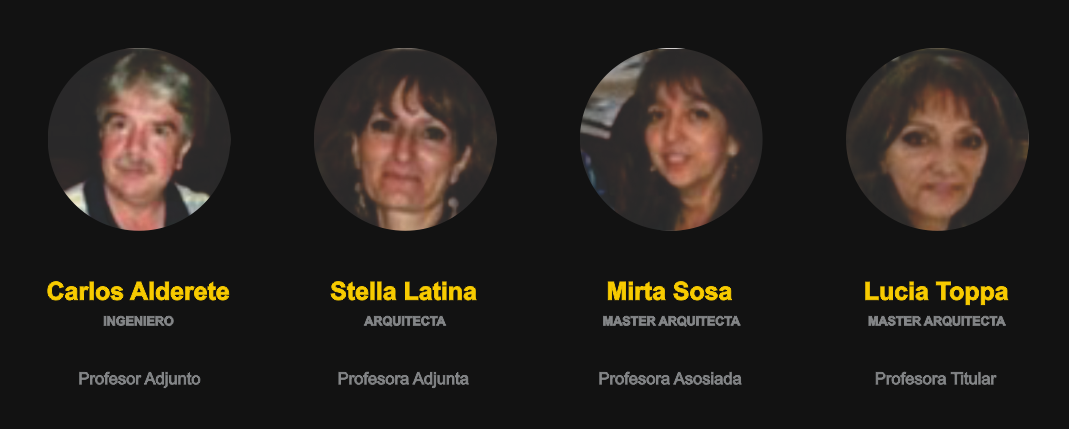 Carlos Alderete
INGENIERO
Profesor Adjunto
Stella Latina
ARQUITECTA
Profesora Adjunta
Mirta Sosa
MASTER ARQUITECTA
Profesora Asosiada
Lucia Toppa
MASTER ARQUITECTA
Profesora Titular